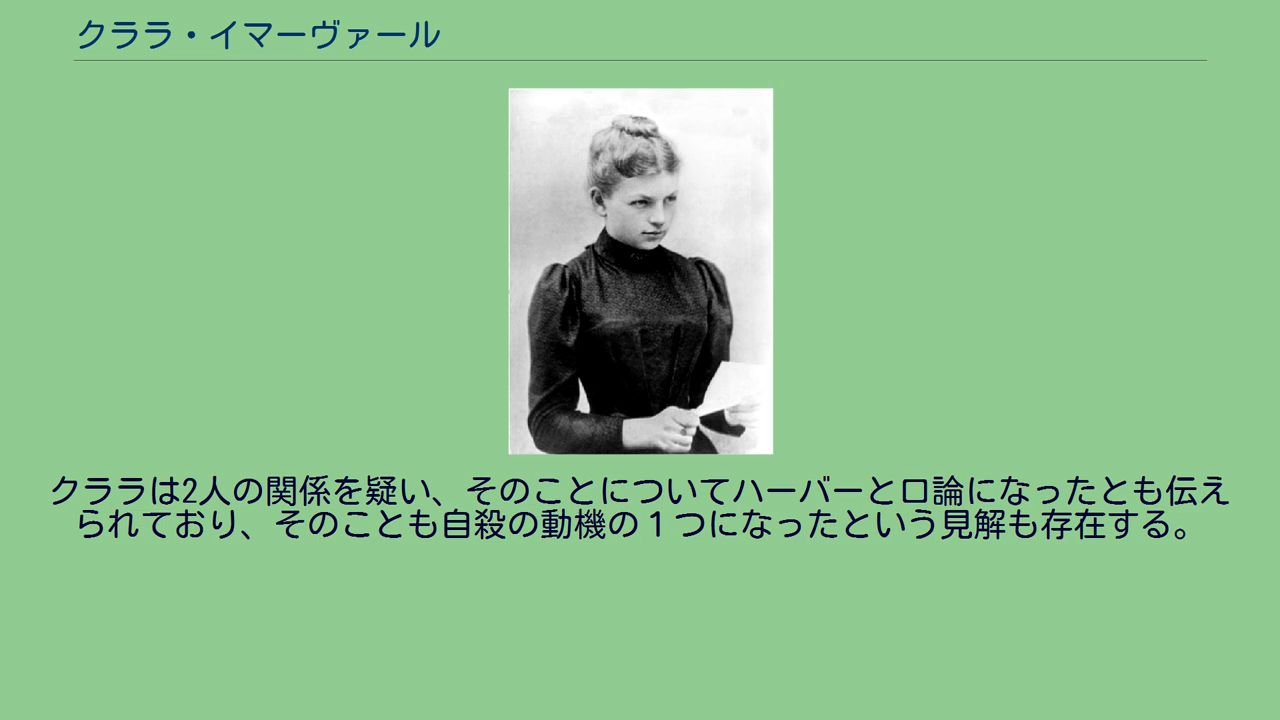 クララ・イマーヴァール
クララは2人の関係を疑い、そのことについてハーバーと口論になったとも伝え
られており、そのことも自殺の動機の１つになったという見解も存在する。